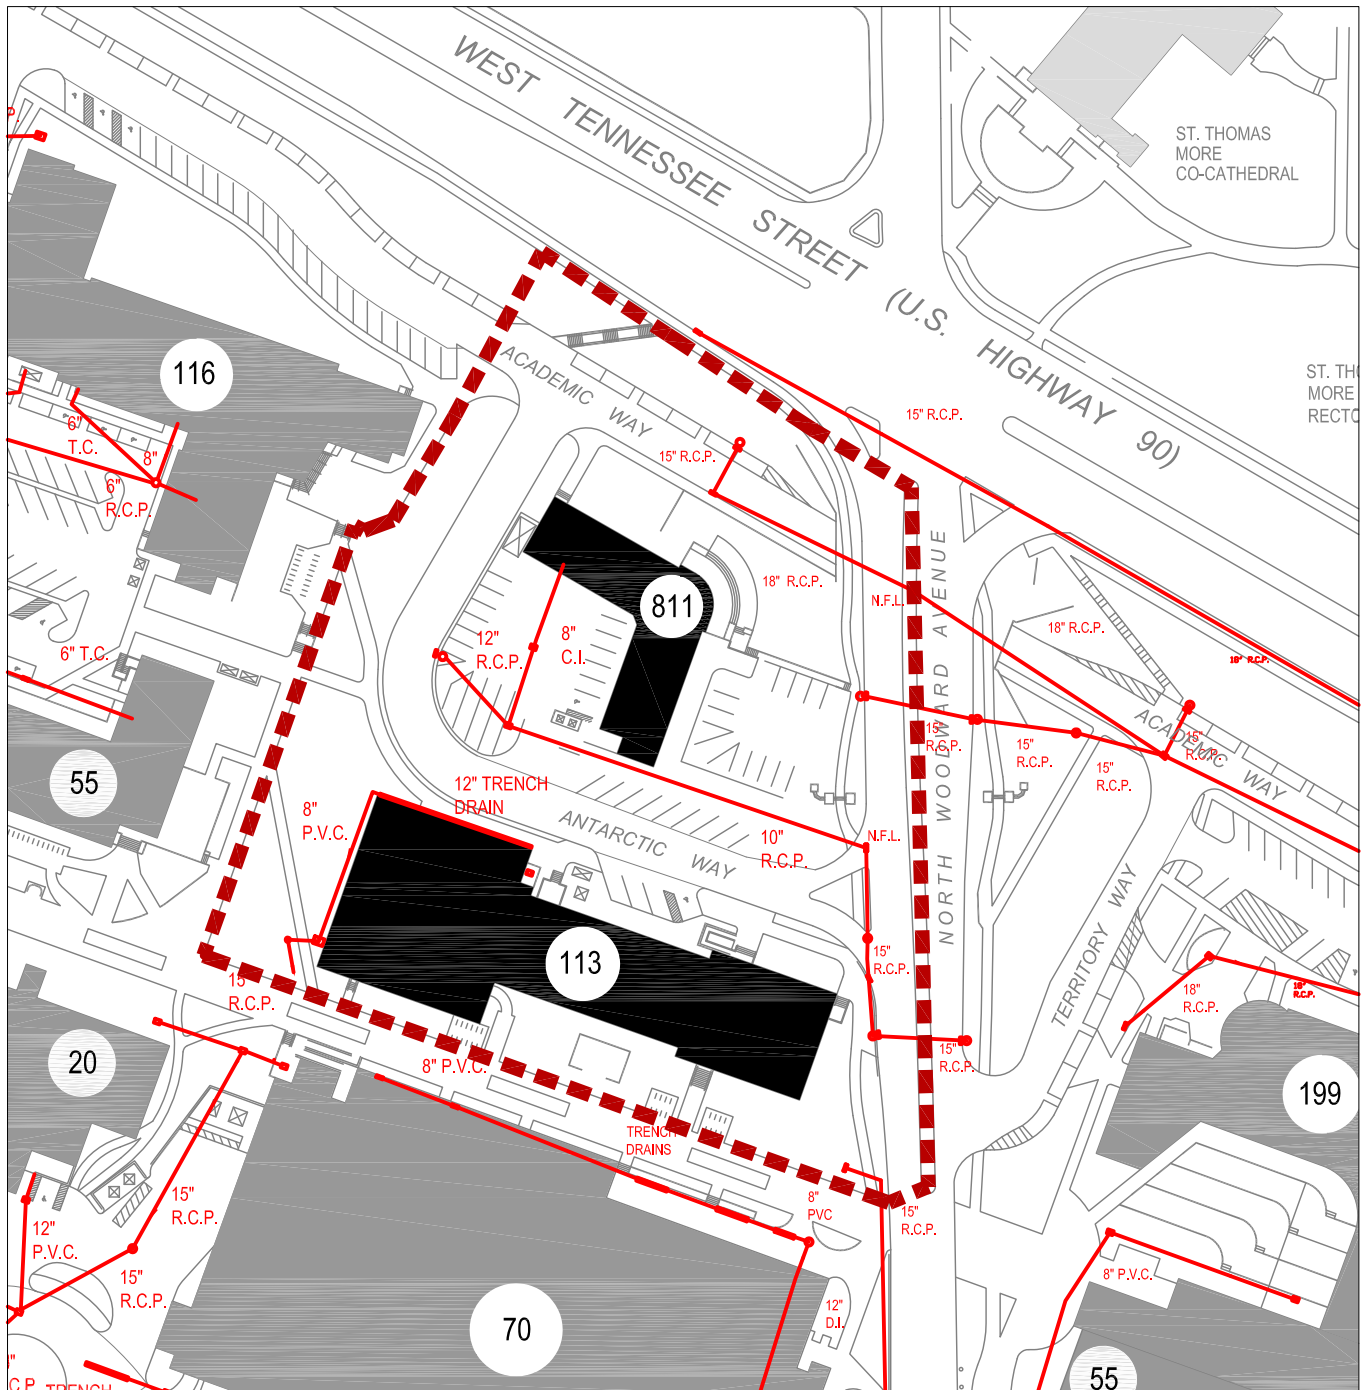 WEST TENNESSEE STREET (U.S. HIGHWAY 90)
ST. THOMAS
MORE
CO-CATHEDRAL
P.
116
ACADEMIC WAY
ST. THO
MORE
RECTO
15" R.C.P.
6"
T.C.
8"
6"
R.C.P.
15" R.C.P.
18" R.C.P.
N.F.L.
NORTH WOODWARD AVENUE
811
12"
R.C.P.
8"
C.I.
18" R.C.P.
18" R.C.P.
6" T.C.
55
15"
R.C.P.
15"
R.C.P.
15"
R.C.P.
15"
R.C.P.
ACADEMIC WAY
12" TRENCH
DRAIN
8"
P.V.C.
ANTARCTIC WAY
10"
R.C.P.
N.F.L.
TERRITORY WAY
113
15"
R.C.P.
15"
R.C.P.
18"
R.C.P.
18"
R.C.P.
20
8" P.V.C.
15"
R.C.P.
199
TRENCH
DRAINS
15"
R.C.P.
12"
P.V.C.
8"
PVC
15"
R.C.P.
15"
R.C.P.
8" P.V.C.
12"
D.I.
70
55
"
C.P. TRENCH